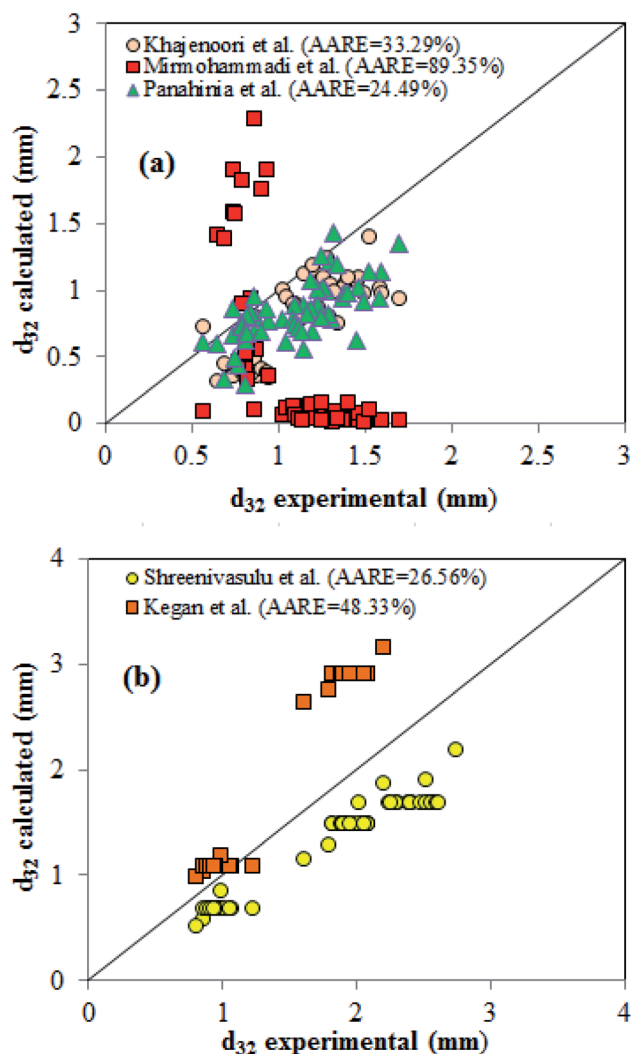 3
2.5
2
1.5
1
0.5
0
d32 calculated (mm)
Khajenoori et al. (AARE=33.29%)
Mirmohammadi et al. (AARE=89.35%)
Panahinia et al. (AARE=24.49%)
(a)
0 0.5 1 1.5 2 2.5 3
d32 experimental (mm)
4
3
2
1
0
d32 calculated (mm)
Shreenivasulu et al. (AARE=26.56%)
Kegan et al. (AARE=48.33%)
(b)
0 1 2 3 4
d32 experimental (mm)